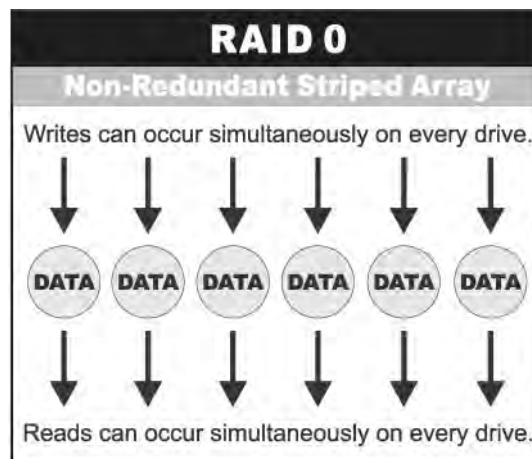 RAID 0
Non-Redundant Striped Array
Writes can occur simultaneously on every drive.
DATA DATA DATA DATA DATA DATA
Reads can occur simultaneously on every drive.